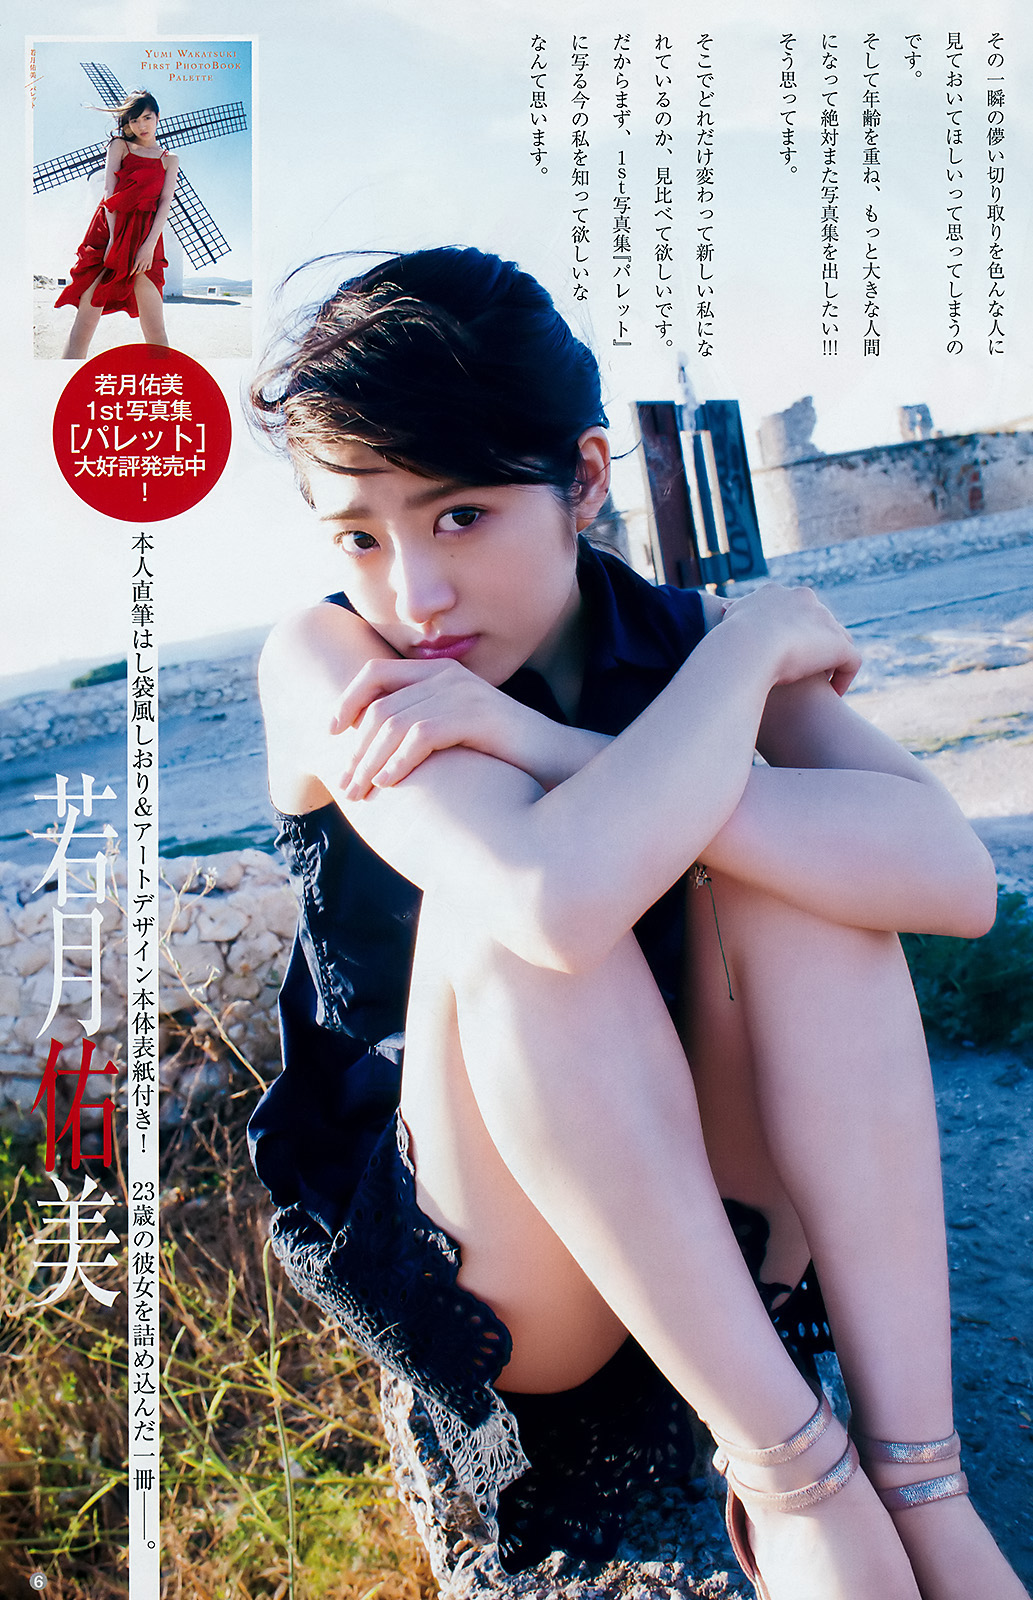 その一瞬の儚い切り取りを色んな人に
見ておいてほしいって思ってしまうの
です。
そして年齢を重ね、もっと大きな人間
になって絶対また写真集を出したい!!!
そう思ってます。
そこでどれだけ変わって新しい私にな
れているのか、見比べて欲しいです。
だからまず、1st写真集『パレット』
に写る今の私を知って欲しいな
なんて思います。
YUMI WAKATSUKI
FIRST PHOTOBOOK
PALETTE
若月佑美/パレット
若月佑美
1st写真集
[パレット]
大好評発売中
!
本人直筆はし袋風しおり&アートデザイン本体表紙付き! 23歳の彼女を詰め込んだ一冊――。
若月佑美
6